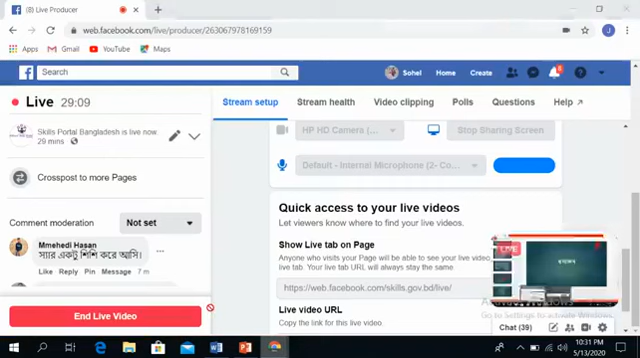 (8) Live Producer
web.facebook.com/live/producer/263067978169159
Apps Gmail YouTube Maps
Search
Sohel Home Create
Live 29:09
Stream setup Stream health Video clipping Polls Questions Help
Skills Portal Bangladesh is live now.
29 mins
HP HD Camera (... Stop Sharing Screen
Default - Internal Microphone (2- Co...
Crosspost to more Pages
Comment moderation Not set
Mmehedi Hasan
স্যার একটু শিশি করে আসি।
Like Reply Pin Message 7 m
End Live Video
Quick access to your live videos
Let viewers know where to find your live videos.
Show Live tab on Page
Anyone who visits your Page will be able to see your live video
live tab. Your live tab URL will always stay the same
https://web.facebook.com/skills.gov.bd/live/
Live video URL
Copy the link for this live video
LIVE
Activate Windows
Go to Settings to activate Windows.
Chat (39)
10:31 PM
5/13/2020